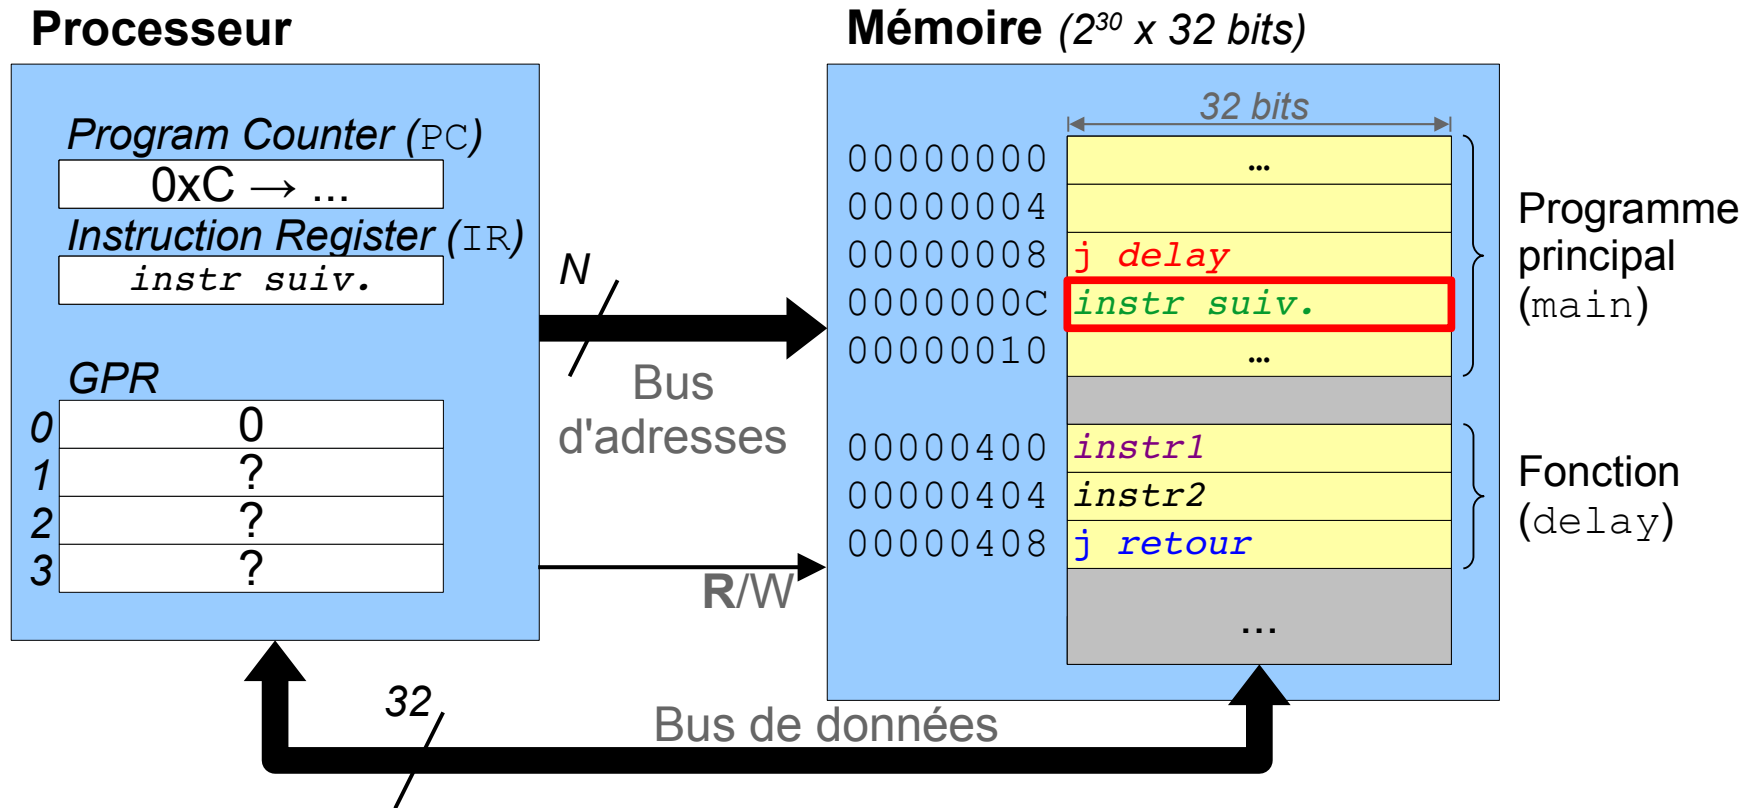 Processeur
Mémoire (2³⁰ x 32 bits)
Program Counter (PC)
0xC → ...
Instruction Register (IR)
instr suiv.
GPR
0 0
1 ?
2 ?
3 ?
N
Bus
d'adresses
R/W
32
Bus de données
32 bits
00000000 …
00000004
00000008 j delay
0000000C instr suiv.
00000010 …
00000400 instr1
00000404 instr2
00000408 j retour
...
Programme
principal
(main)
Fonction
(delay)